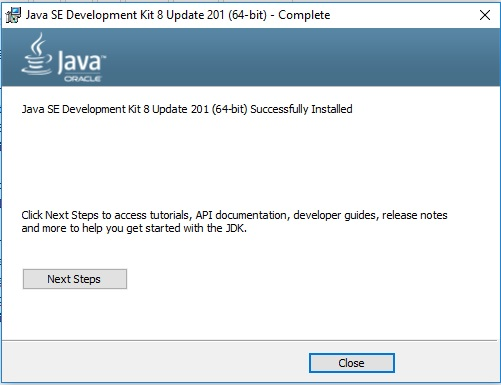 Java SE Development Kit 8 Update 201 (64-bit) - Complete
Java
ORACLE
Java SE Development Kit 8 Update 201 (64-bit) Successfully Installed
Click Next Steps to access tutorials, API documentation, developer guides, release notes
and more to help you get started with the JDK.
Next Steps
Close